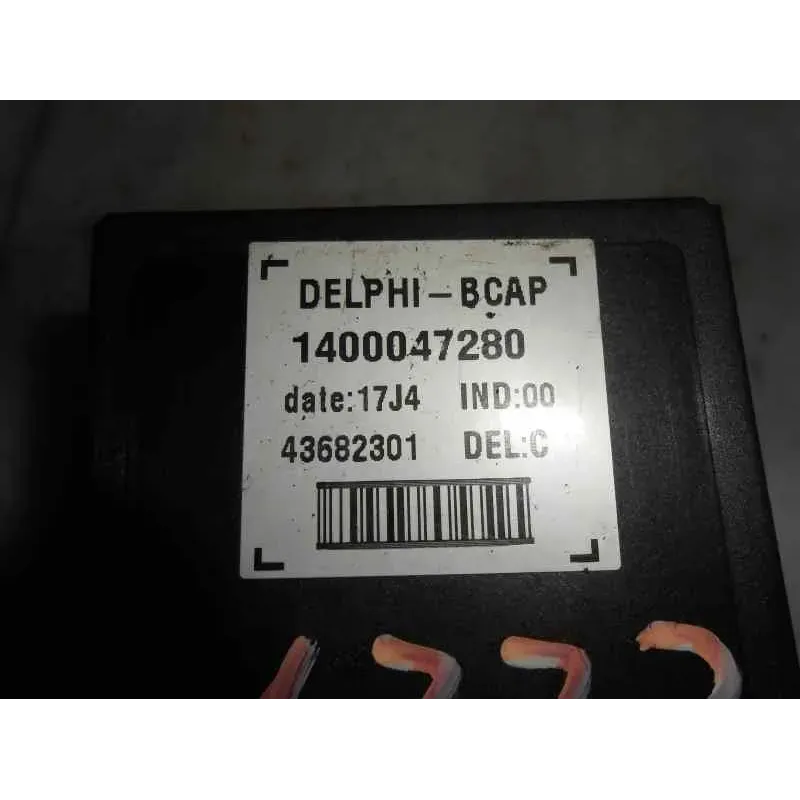 DELPHI-BCAP
1400047280
date:17J4 IND:00
43682301 DEL:C